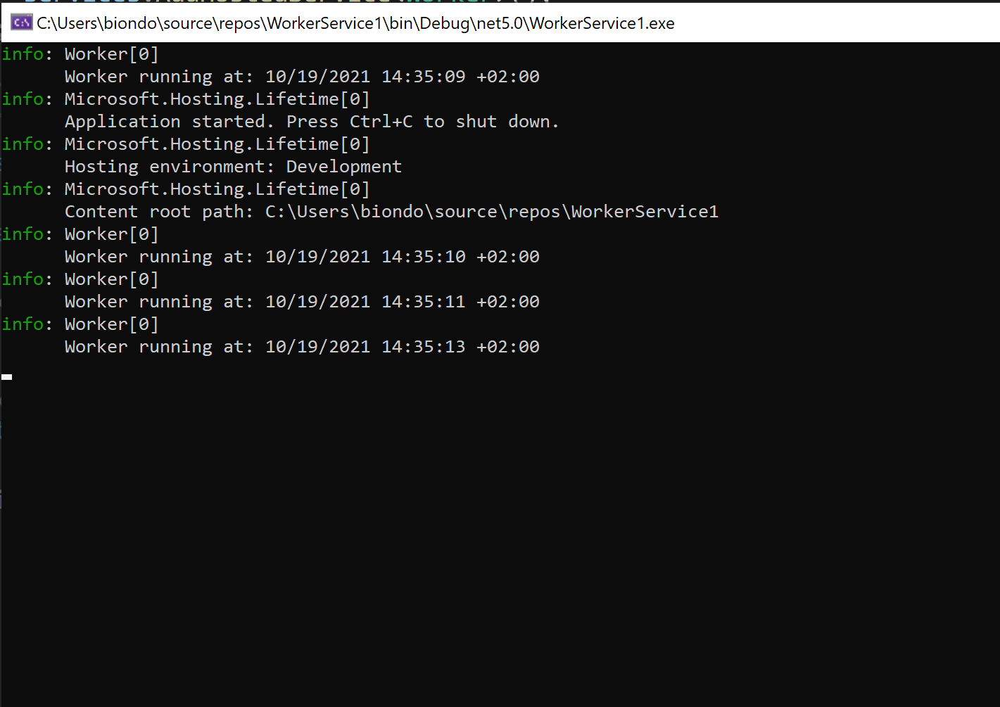 C:\Users\biondo\source\repos\WorkerService1\bin\Debug\net5.0\WorkerService1.exe
info: Worker[0]
      Worker running at: 10/19/2021 14:35:09 +02:00
info: Microsoft.Hosting.Lifetime[0]
      Application started. Press Ctrl+C to shut down.
info: Microsoft.Hosting.Lifetime[0]
      Hosting environment: Development
info: Microsoft.Hosting.Lifetime[0]
      Content root path: C:\Users\biondo\source\repos\WorkerService1
info: Worker[0]
      Worker running at: 10/19/2021 14:35:10 +02:00
info: Worker[0]
      Worker running at: 10/19/2021 14:35:11 +02:00
info: Worker[0]
      Worker running at: 10/19/2021 14:35:13 +02:00